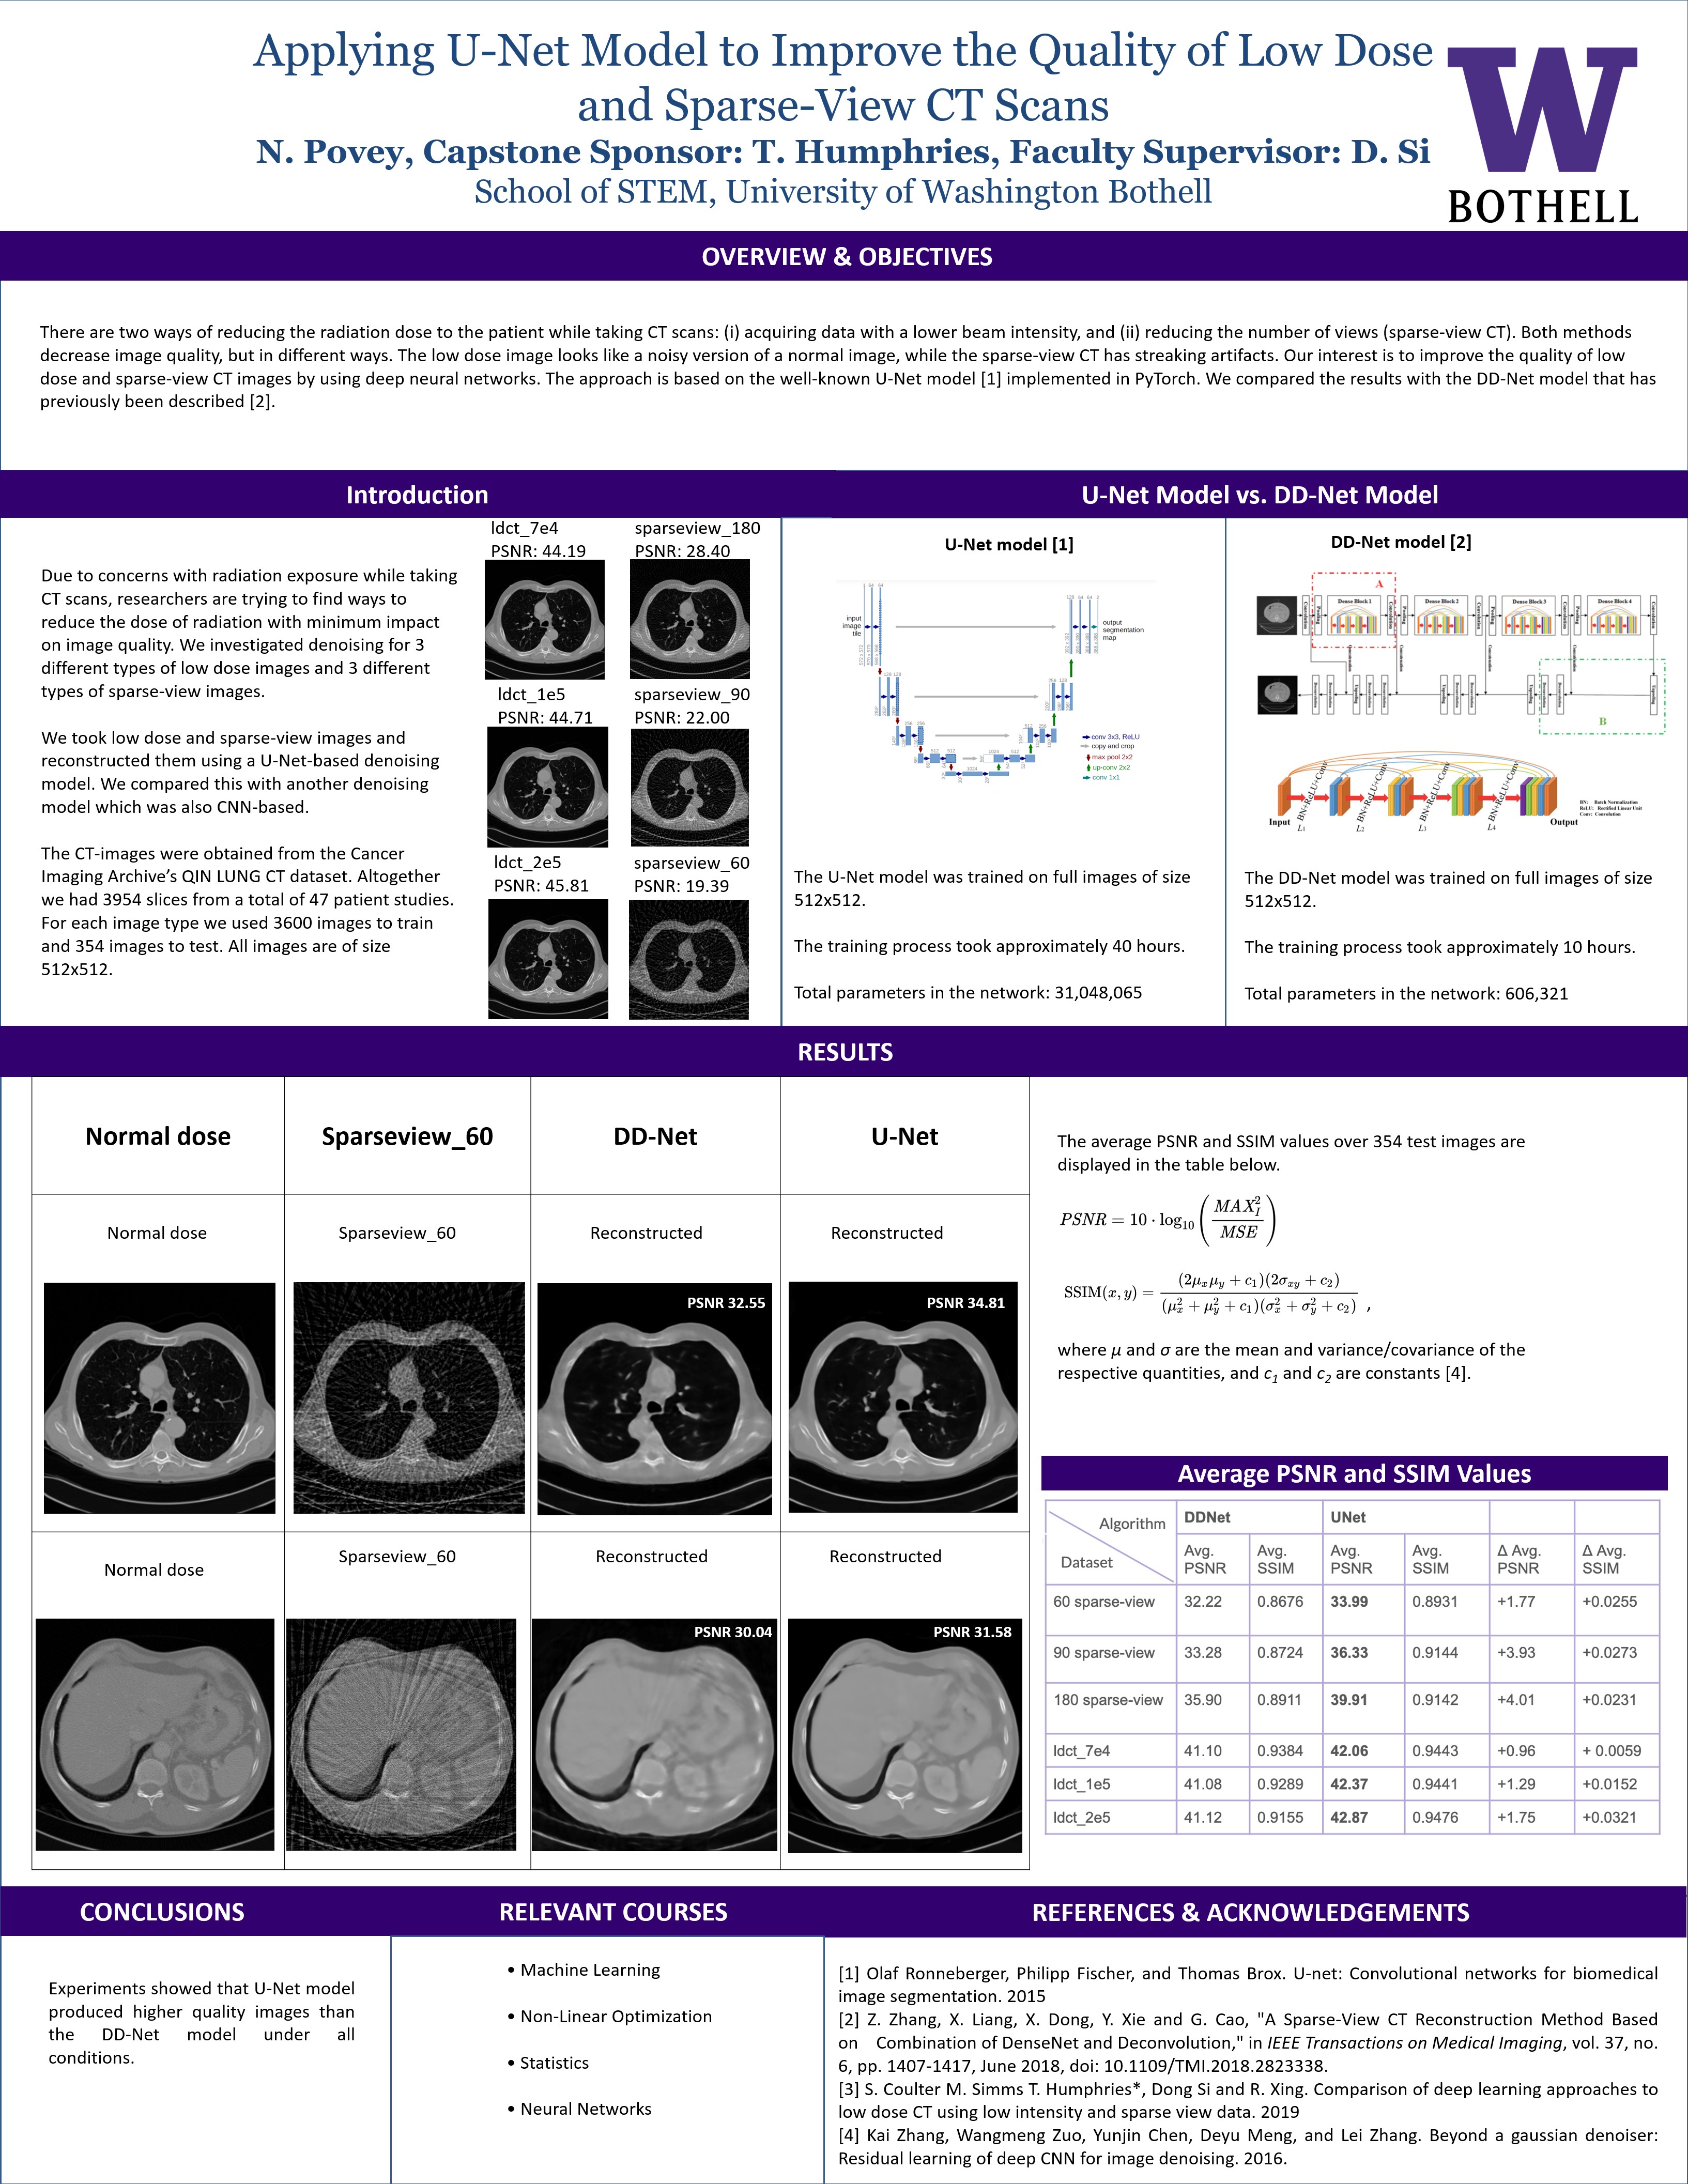 Applying U-Net Model to Improve the Quality of Low Dose
and Sparse-View CT Scans
N. Povey, Capstone Sponsor: T. Humphries, Faculty Supervisor: D. Si
School of STEM, University of Washington Bothell
W
BOTHELL
OVERVIEW & OBJECTIVES
There are two ways of reducing the radiation dose to the patient while taking CT scans: (i) acquiring data with a lower beam intensity, and (ii) reducing the number of views (sparse-view CT). Both methods
decrease image quality, but in different ways. The low dose image looks like a noisy version of a normal image, while the sparse-view CT has streaking artifacts. Our interest is to improve the quality of low
dose and sparse-view CT images by using deep neural networks. The approach is based on the well-known U-Net model [1] implemented in PyTorch. We compared the results with the DD-Net model that has
previously been described [2].
Introduction
Due to concerns with radiation exposure while taking
CT scans, researchers are trying to find ways to
reduce the dose of radiation with minimum impact
on image quality. We investigated denoising for 3
different types of low dose images and 3 different
types of sparse-view images.
We took low dose and sparse-view images and
reconstructed them using a U-Net-based denoising
model. We compared this with another denoising
model which was also CNN-based.
The CT-images were obtained from the Cancer
Imaging Archive's QIN LUNG CT dataset. Altogether
we had 3954 slices from a total of 47 patient studies.
For each image type we used 3600 images to train
and 354 images to test. All images are of size
512x512.
ldct_7e4
PSNR: 44.19
sparseview_180
PSNR: 28.40
ldct_1e5
PSNR: 44.71
sparseview_90
PSNR: 22.00
ldct_2e5
PSNR: 45.81
sparseview_60
PSNR: 19.39
U-Net Model vs. DD-Net Model
U-Net model [1]
input
image
tile
output
segmentation
map
conv 3x3, ReLU
copy and crop
max pool 2x2
up-conv 2x2
conv 1x1
The U-Net model was trained on full images of size
512x512.
The training process took approximately 40 hours.
Total parameters in the network: 31,048,065
DD-Net model [2]
A
Dense Block 1
Dense Block 2
Dense Block 3
Dense Block 4
B
BN+ReLU+Conv
BN+ReLU+Conv
BN+ReLU+Conv
BN+ReLU+Conv
Input
L1
L2
L3
L4
Output
BN: Batch Normalization
ReLU: Rectified Linear Unit
Conv: Convolution
The DD-Net model was trained on full images of size
512x512.
The training process took approximately 10 hours.
Total parameters in the network: 606,321
RESULTS
Normal dose Sparseview_60 DD-Net U-Net
Normal dose Sparseview_60 Reconstructed Reconstructed
PSNR 32.55
PSNR 34.81
Normal dose Sparseview_60 Reconstructed Reconstructed
PSNR 30.04
PSNR 31.58
The average PSNR and SSIM values over 354 test images are
displayed in the table below.
PSNR = 10 · log₁₀ (MAX²_I / MSE)
SSIM(x, y) = (2μₓμ_y + c₁)(2σ_xy + c₂) / (μ²ₓ + μ²_y + c₁)(σ²ₓ + σ²_y + c₂) ,
where μ and σ are the mean and variance/covariance of the
respective quantities, and c₁ and c₂ are constants [4].
Average PSNR and SSIM Values
Algorithm DDNet UNet
Dataset Avg. PSNR Avg. SSIM Avg. PSNR Avg. SSIM Δ Avg. PSNR Δ Avg. SSIM
60 sparse-view 32.22 0.8676 33.99 0.8931 +1.77 +0.0255
90 sparse-view 33.28 0.8724 36.33 0.9144 +3.93 +0.0273
180 sparse-view 35.90 0.8911 39.91 0.9142 +4.01 +0.0231
ldct_7e4 41.10 0.9384 42.06 0.9443 +0.96 + 0.0059
ldct_1e5 41.08 0.9289 42.37 0.9441 +1.29 +0.0152
ldct_2e5 41.12 0.9155 42.87 0.9476 +1.75 +0.0321
CONCLUSIONS
Experiments showed that U-Net model
produced higher quality images than
the DD-Net model under all
conditions.
RELEVANT COURSES
• Machine Learning
• Non-Linear Optimization
• Statistics
• Neural Networks
REFERENCES & ACKNOWLEDGEMENTS
[1] Olaf Ronneberger, Philipp Fischer, and Thomas Brox. U-net: Convolutional networks for biomedical
image segmentation. 2015
[2] Z. Zhang, X. Liang, X. Dong, Y. Xie and G. Cao, "A Sparse-View CT Reconstruction Method Based
on Combination of DenseNet and Deconvolution," in IEEE Transactions on Medical Imaging, vol. 37, no.
6, pp. 1407-1417, June 2018, doi: 10.1109/TMI.2018.2823338.
[3] S. Coulter M. Simms T. Humphries*, Dong Si and R. Xing. Comparison of deep learning approaches to
low dose CT using low intensity and sparse view data. 2019
[4] Kai Zhang, Wangmeng Zuo, Yunjin Chen, Deyu Meng, and Lei Zhang. Beyond a gaussian denoiser:
Residual learning of deep CNN for image denoising. 2016.